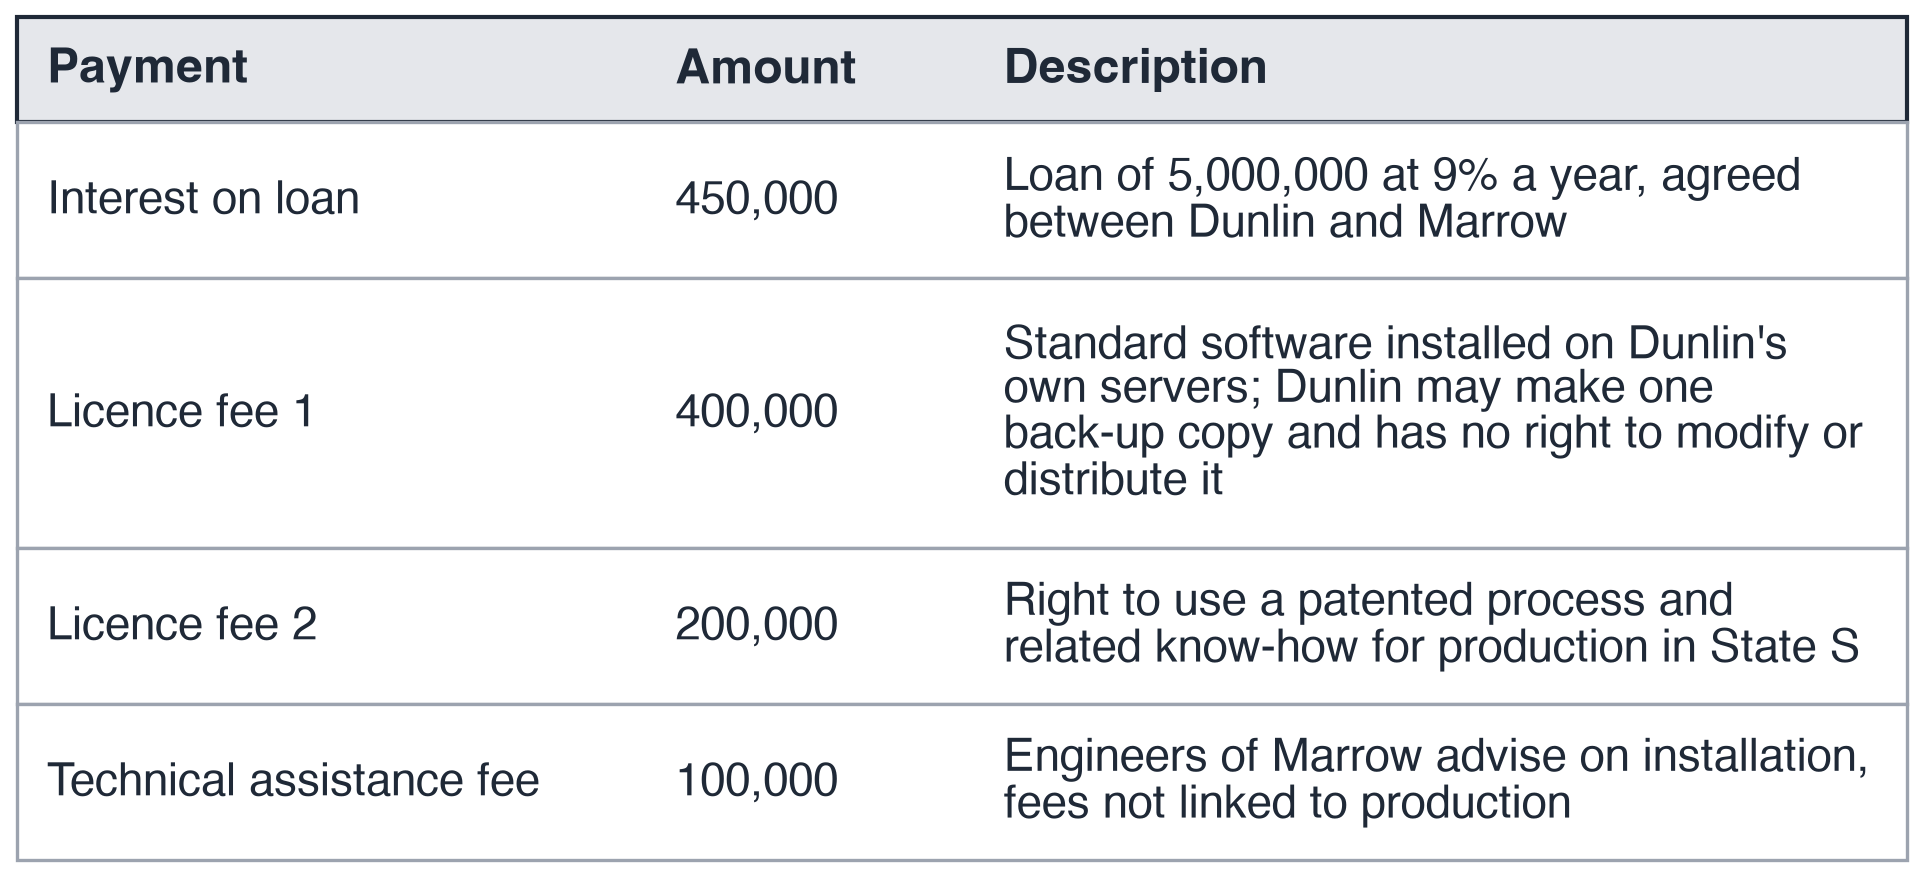 Payment Amount Description
Interest on loan 450,000 Loan of 5,000,000 at 9% a year, agreed
between Dunlin and Marrow
Licence fee 1 400,000 Standard software installed on Dunlin's
own servers; Dunlin may make one
back-up copy and has no right to modify or
distribute it
Licence fee 2 200,000 Right to use a patented process and
related know-how for production in State S
Technical assistance fee 100,000 Engineers of Marrow advise on installation,
fees not linked to production